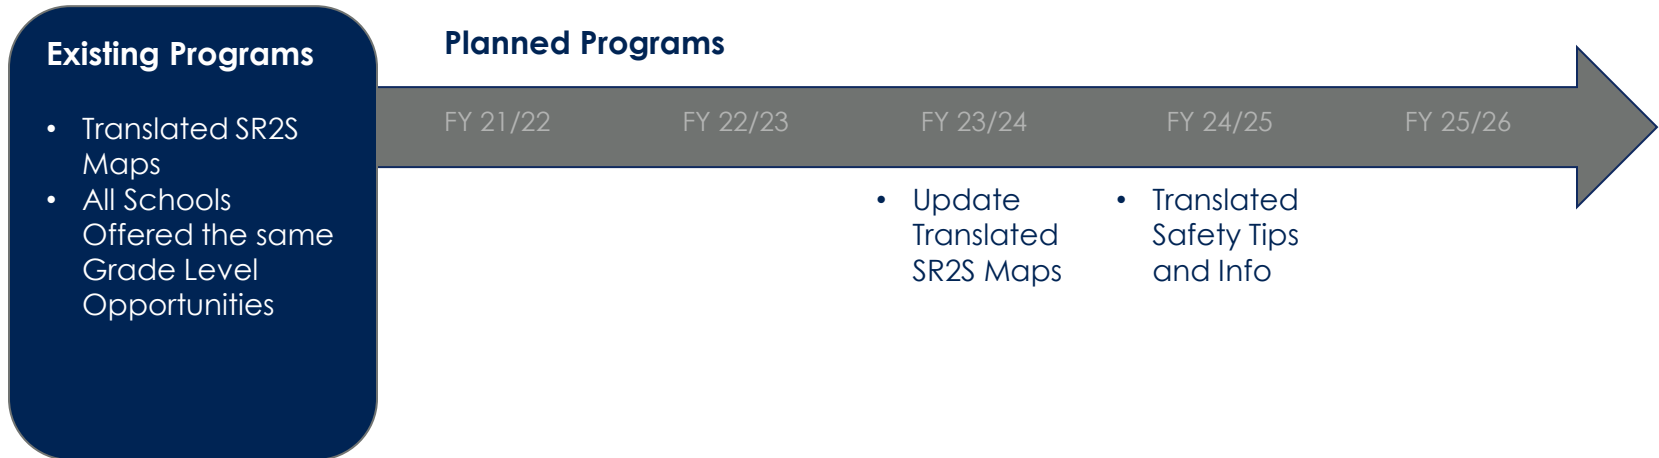 Existing Programs
• Translated SR2S
Maps
• All Schools
Offered the same
Grade Level
Opportunities
Planned Programs
FY 21/22
FY 22/23
FY 23/24
FY 24/25
FY 25/26
• Update
Translated
SR2S Maps
• Translated
Safety Tips
and Info